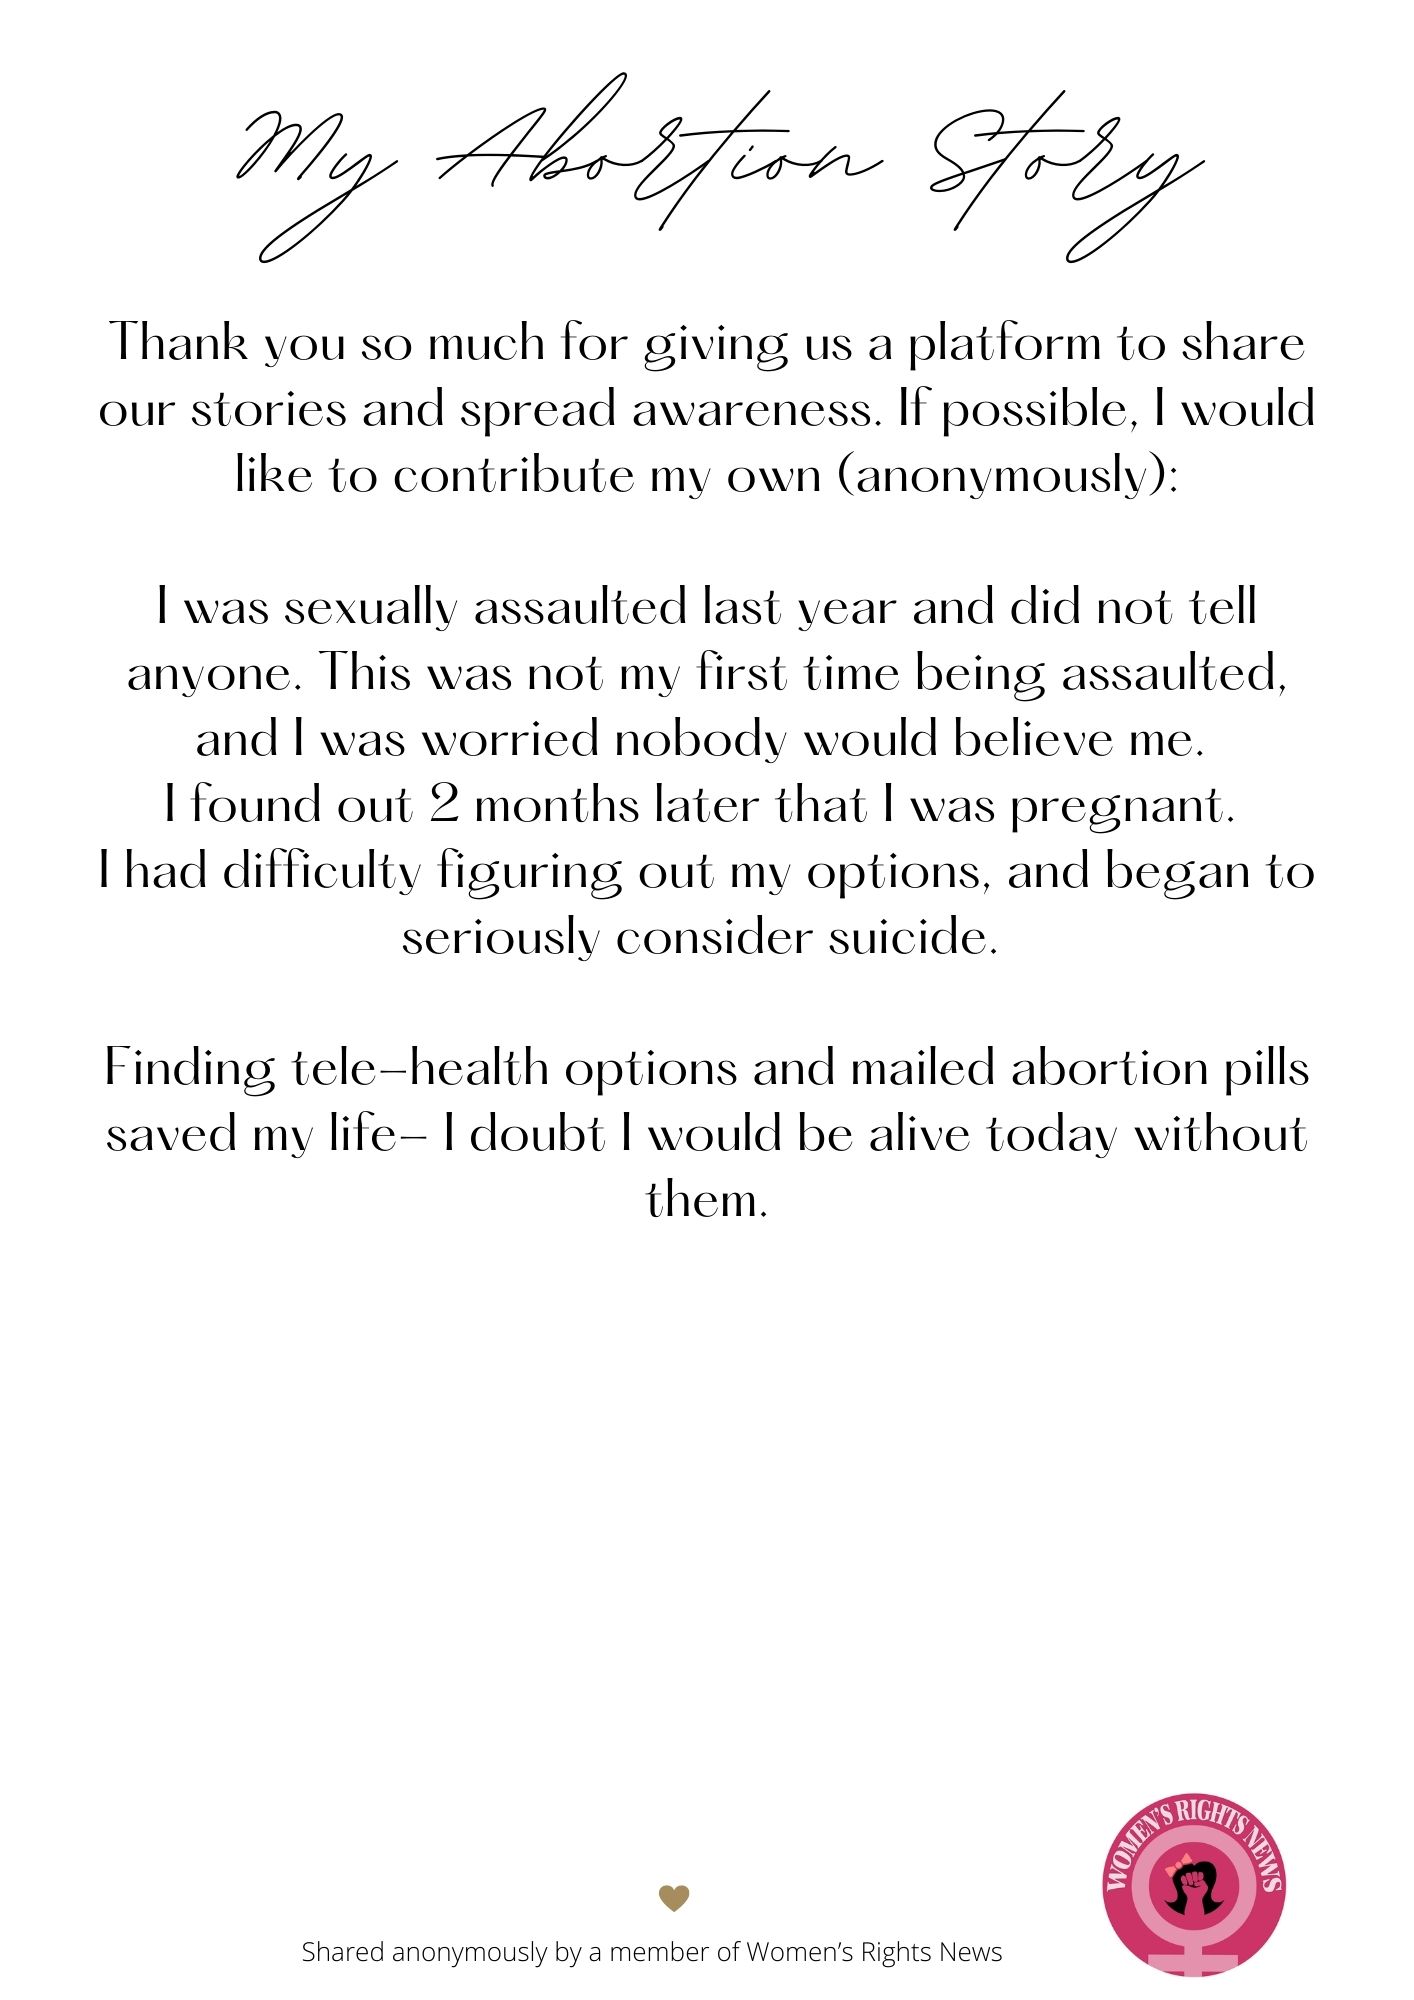 My Abortion Story
Thank you so much for giving us a platform to share
our stories and spread awareness. If possible, I would
like to contribute my own (anonymously):
I was sexually assaulted last year and did not tell
anyone. This was not my first time being assaulted,
and I was worried nobody would believe me.
I found out 2 months later that I was pregnant.
I had difficulty figuring out my options, and began to
seriously consider suicide.
Finding tele-health options and mailed abortion pills
saved my life- I doubt I would be alive today without
them.
WOMEN'S RIGHTS NEWS
Shared anonymously by a member of Women's Rights News